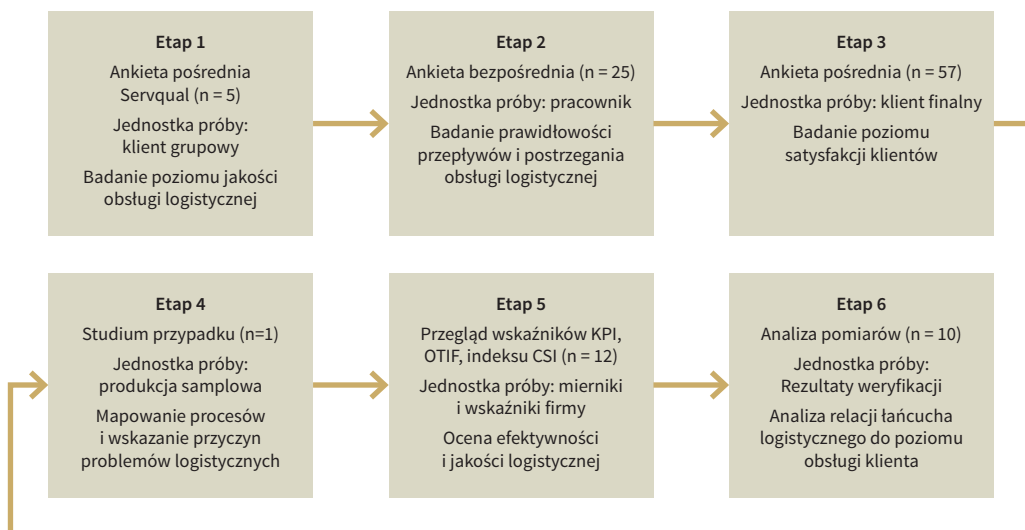 Etap 1
Ankieta pośrednia
Servqual (n = 5)
Jednostka próby:
klient grupowy
Badanie poziomu jakości
obsługi logistycznej
Etap 2
Ankieta bezpośrednia (n = 25)
Jednostka próby: pracownik
Badanie prawidłowości
przepływów i postrzegania
obsługi logistycznej
Etap 3
Ankieta pośrednia (n = 57)
Jednostka próby: klient finalny
Badanie poziomu
satysfakcji klientów
Etap 4
Studium przypadku (n=1)
Jednostka próby:
produkcja samplowa
Mapowanie procesów
i wskazanie przyczyn
problemów logistycznych
Etap 5
Przegląd wskaźników KPI,
OTIF, indeksu CSI (n = 12)
Jednostka próby: mierniki
i wskaźniki firmy
Ocena efektywności
i jakości logistycznej
Etap 6
Analiza pomiarów (n = 10)
Jednostka próby:
Rezultaty weryfikacji
Analiza relacji łańcucha
logistycznego do poziomu
obsługi klienta